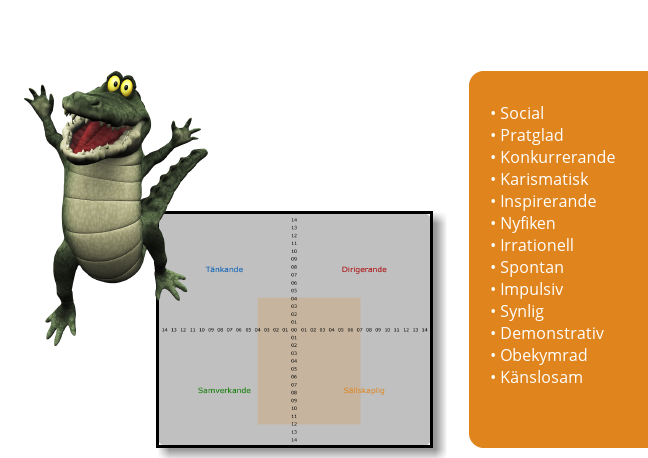 14
13
12
11
10
09
08
Tänkande
Dirigerande
07
06
05
04
03
02
01
14 13 12 11 10 09 08 07 06 05 04 03 02 01 00 01 02 03 04 05 06 07 08 09 10 11 12 13 14
01
02
03
04
05
06
07
Samverkande
Sällskaplig
08
09
10
11
12
13
14
• Social
• Pratglad
• Konkurrerande
• Karismatisk
• Inspirerande
• Nyfiken
• Irrationell
• Spontan
• Impulsiv
• Synlig
• Demonstrativ
• Obekymrad
• Känslosam